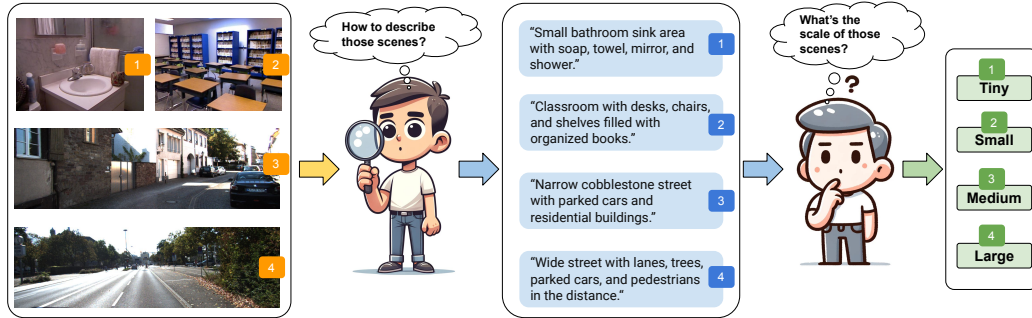 1
2
3
4
How to describe
those scenes?
“Small bathroom sink area
with soap, towel, mirror, and
shower.”
1
“Classroom with desks, chairs,
and shelves filled with
organized books.”
2
“Narrow cobblestone street
with parked cars and
residential buildings.”
3
“Wide street with lanes, trees,
parked cars, and pedestrians
in the distance.“
4
What's the
scale of those
scenes?
?
1
Tiny
2
Small
3
Medium
4
Large